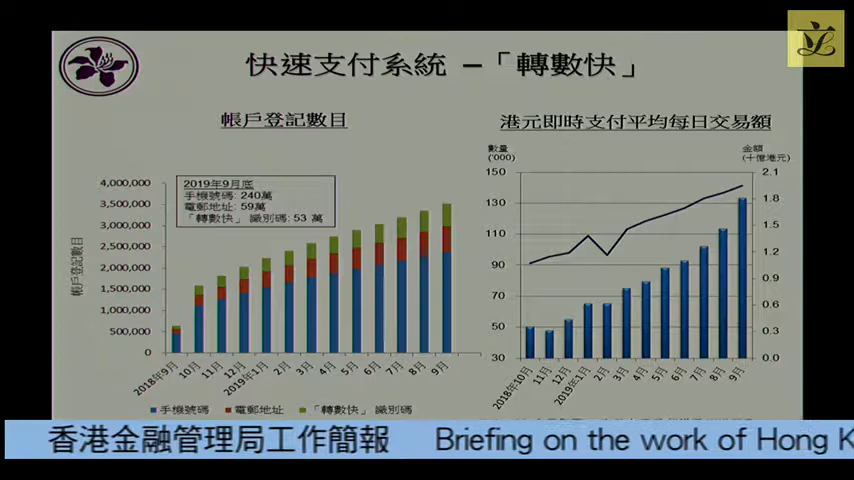 快速支付系統 –「轉數快」
帳戶登記數目
2019年9月底
手機號碼: 240萬
電郵地址: 59萬
「轉數快」 識別碼: 53 萬
帳戶登記數目
4,000,000
3,500,000
3,000,000
2,500,000
2,000,000
1,500,000
1,000,000
500,000
0
2018年9月
10月
11月
12月
2019年1月
2月
3月
4月
5月
6月
7月
8月
9月
手機號碼
電郵地址
「轉數快」 識別碼
港元即時支付平均每日交易額
數量
('000)
金額
(十億港元)
150
130
110
90
70
50
30
2.1
1.8
1.5
1.2
0.9
0.6
0.3
0.0
2018年10月
11月
12月
2019年1月
2月
3月
4月
5月
6月
7月
8月
9月
香港金融管理局工作簡報 Briefing on the work of Hong K